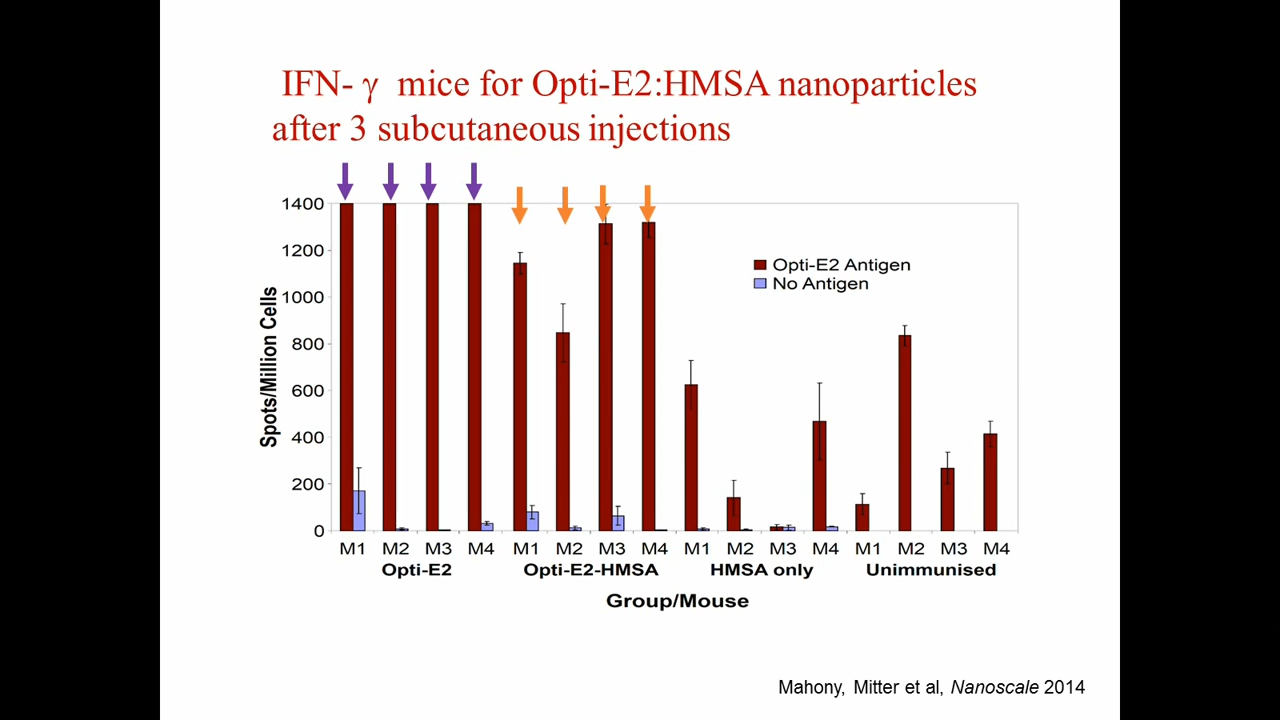 IFN- γ mice for Opti-E2:HMSA nanoparticles
after 3 subcutaneous injections
1400
1200
1000
800
600
400
200
0
Spots/Million Cells
Opti-E2 Antigen
No Antigen
M1 M2 M3 M4 M1 M2 M3 M4 M1 M2 M3 M4 M1 M2 M3 M4
Opti-E2 Opti-E2-HMSA HMSA only Unimmunised
Group/Mouse
Mahony, Mitter et al, Nanoscale 2014